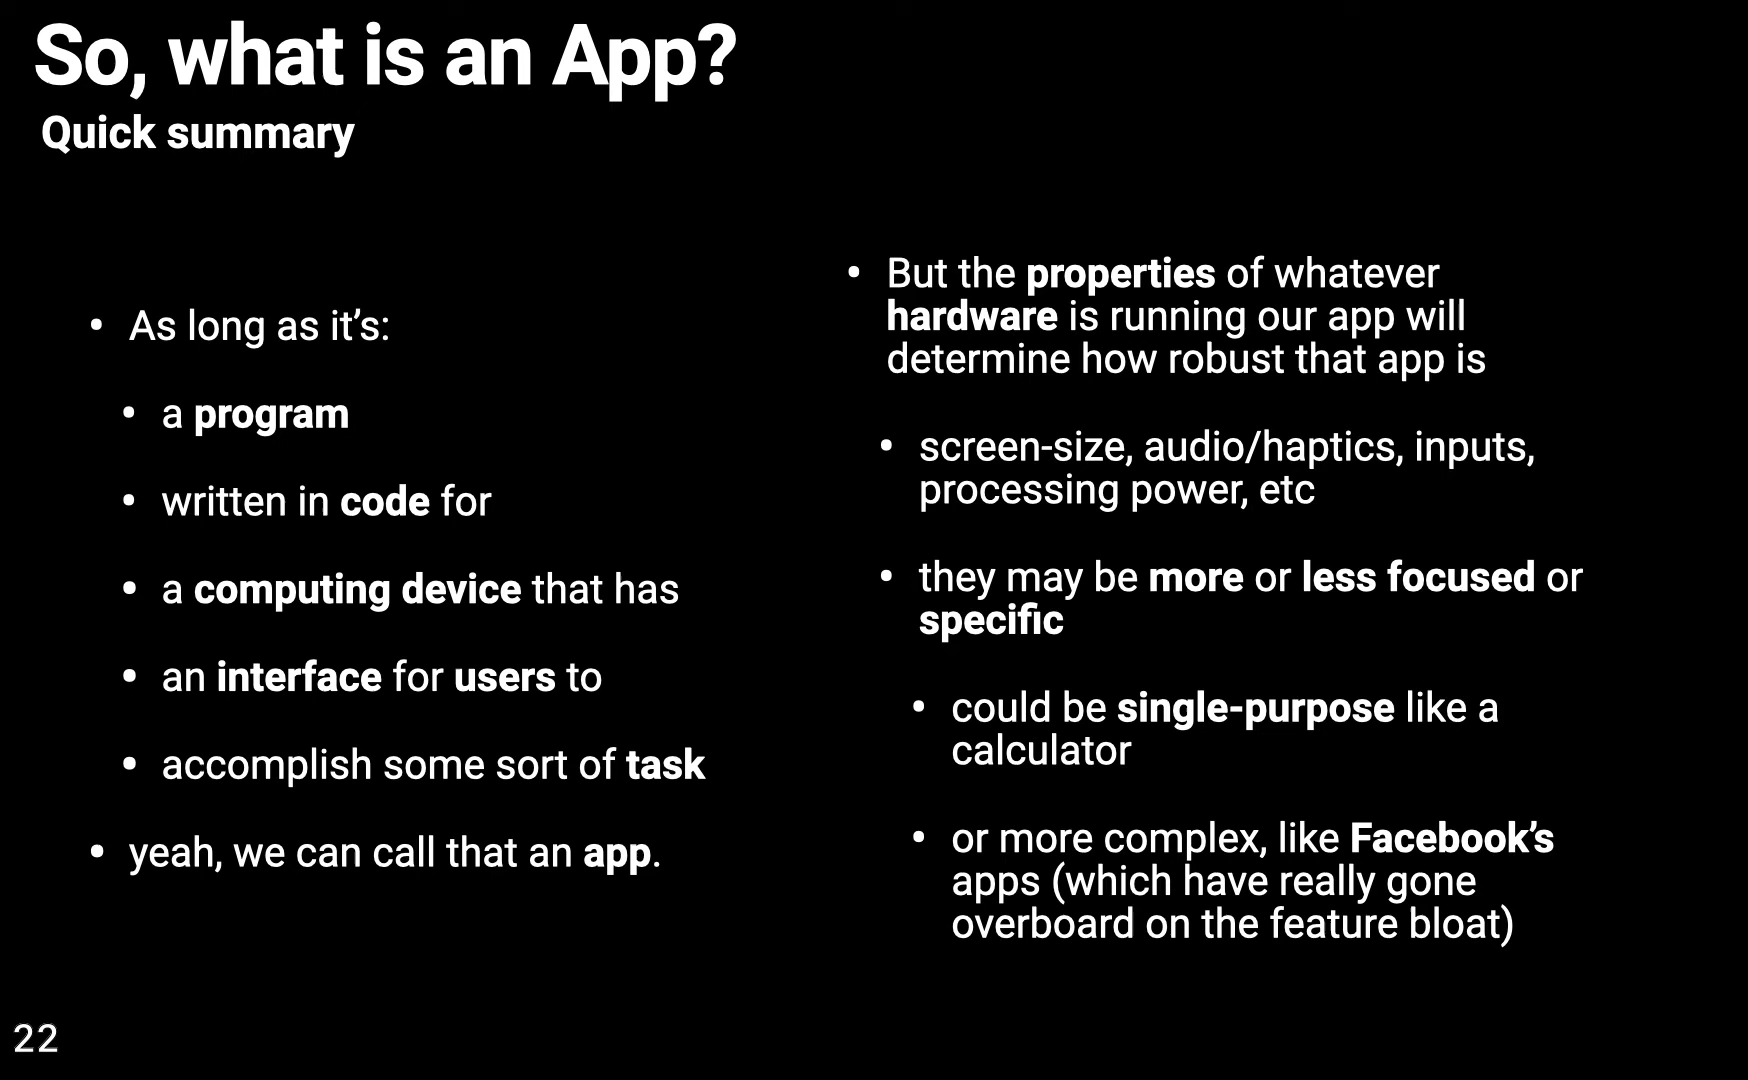 So, what is an App?
Quick summary
• As long as it’s:
• a program
• written in code for
• a computing device that has
• an interface for users to
• accomplish some sort of task
• yeah, we can call that an app.
• But the properties of whatever
hardware is running our app will
determine how robust that app is
• screen-size, audio/haptics, inputs,
processing power, etc
• they may be more or less focused or
specific
• could be single-purpose like a
calculator
• or more complex, like Facebook’s
apps (which have really gone
overboard on the feature bloat)
22